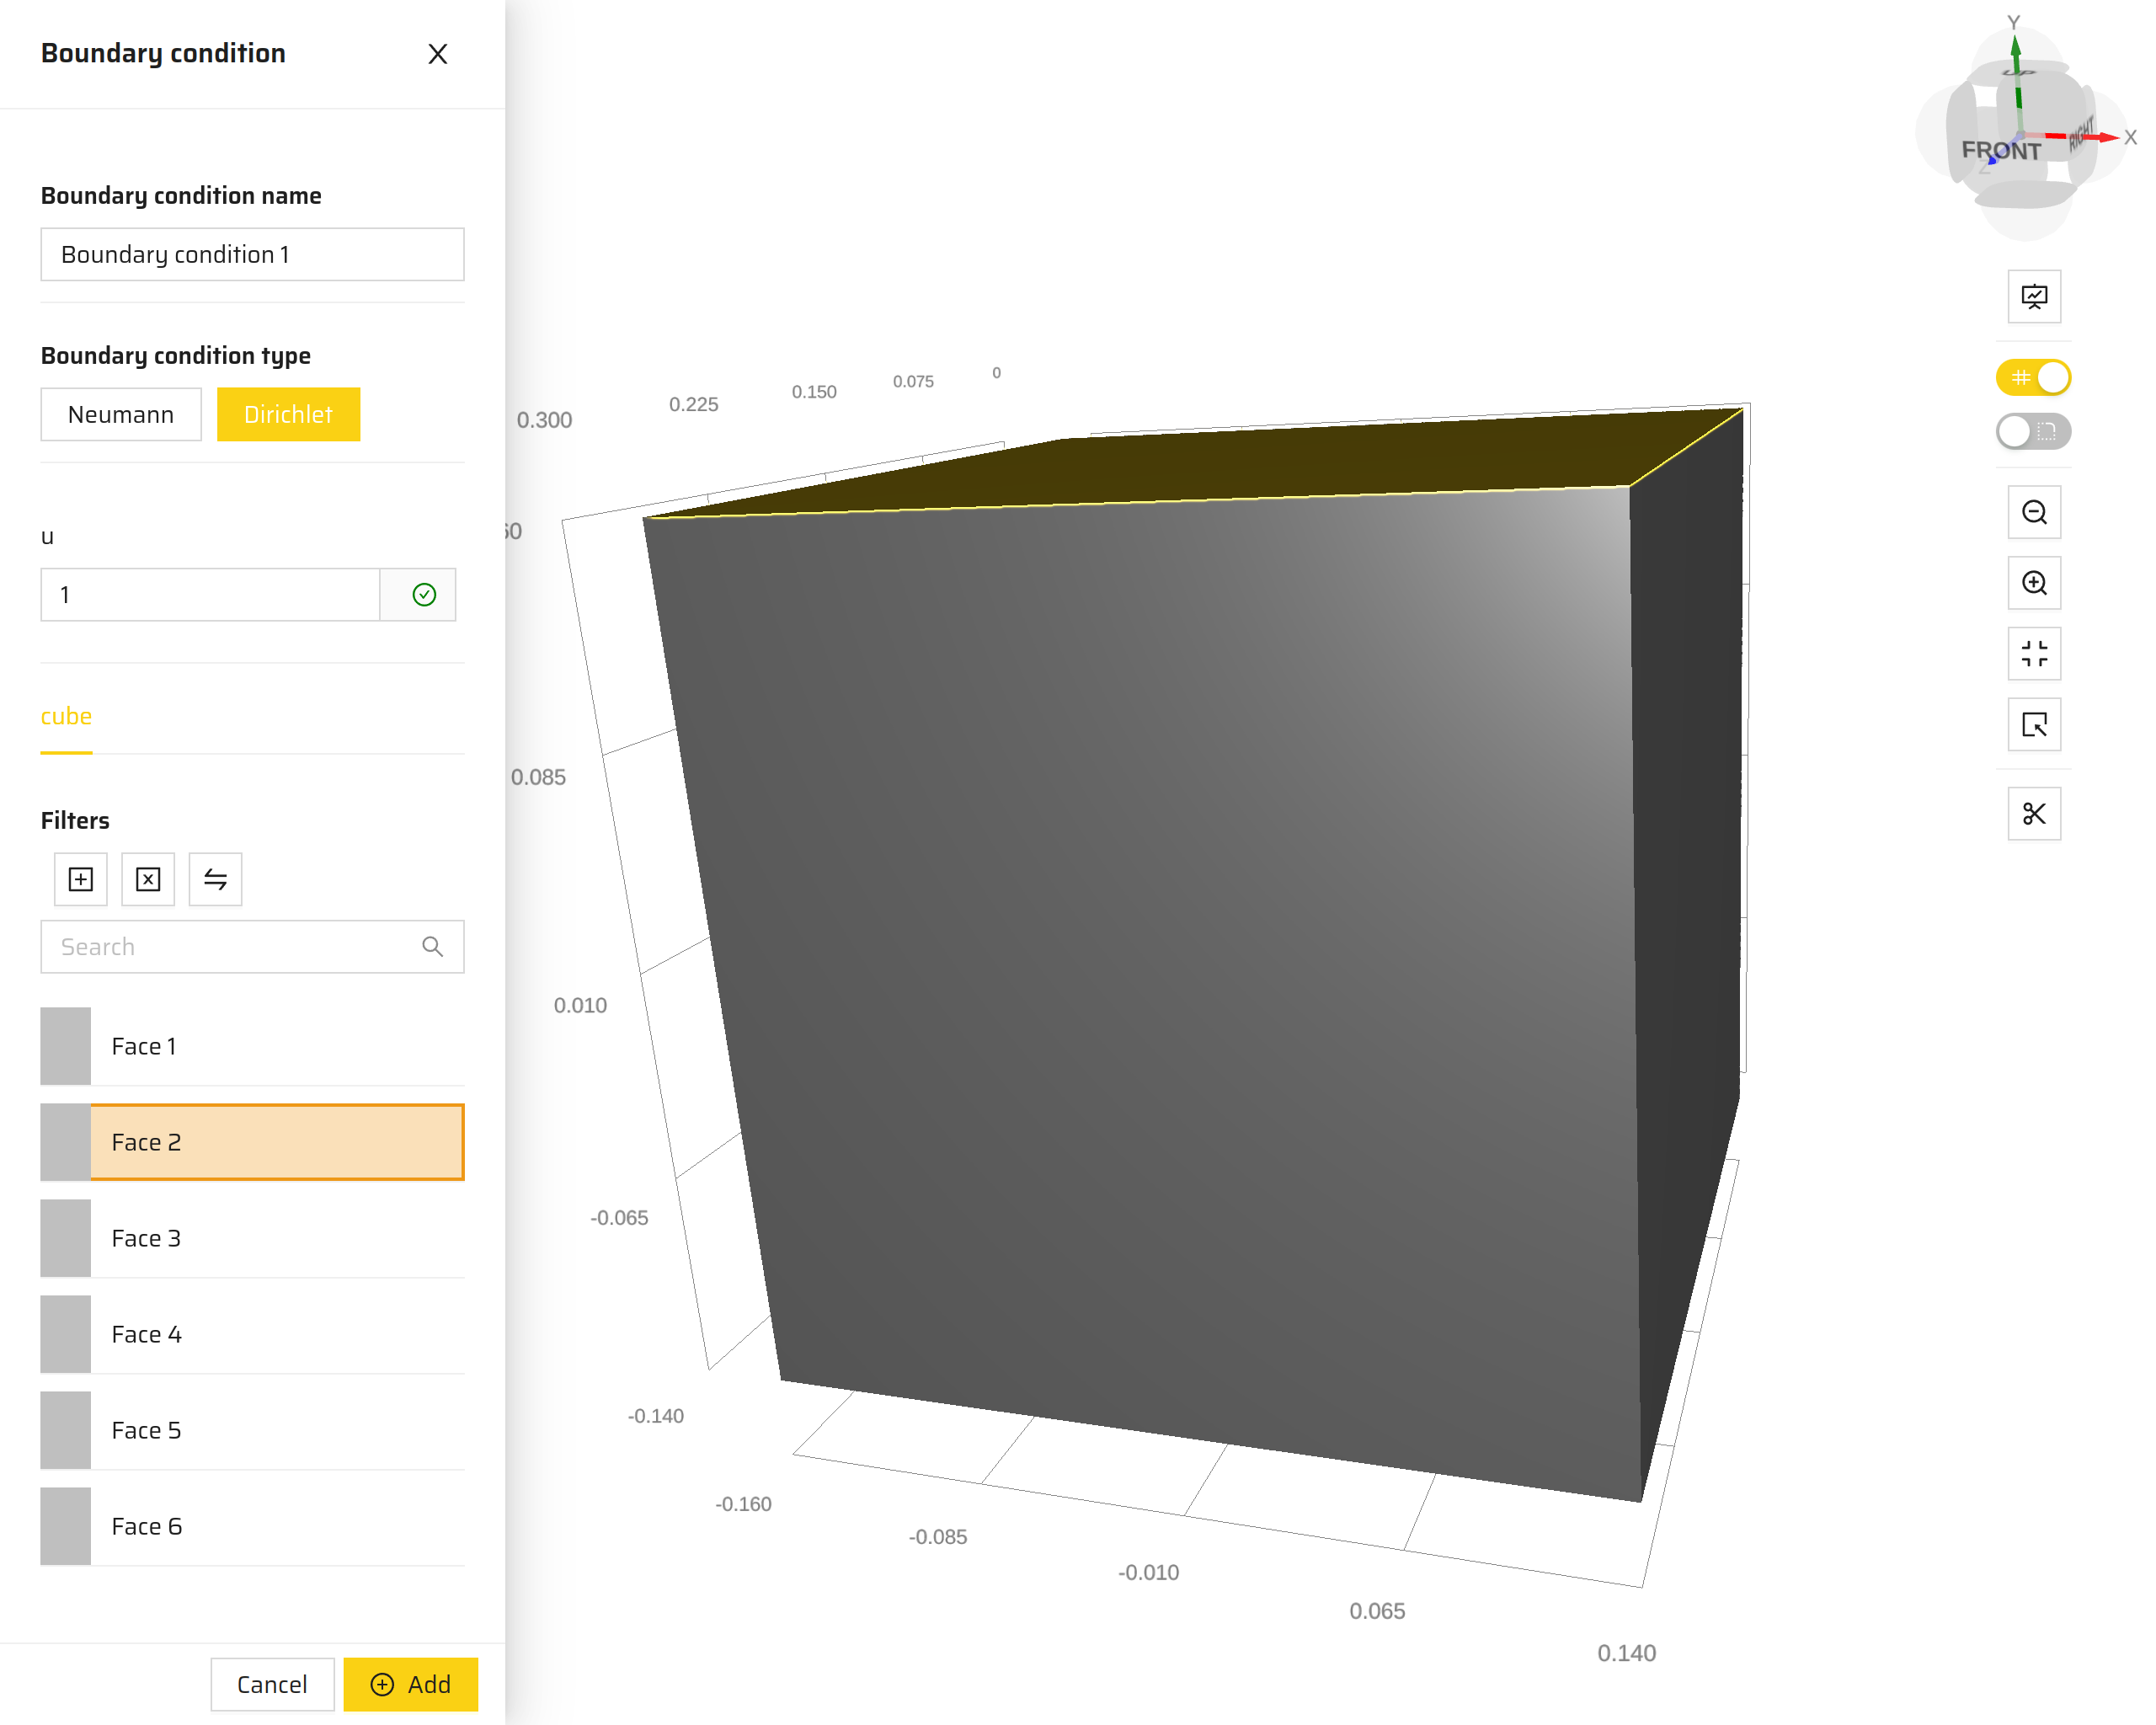 Boundary condition
Boundary condition name
Boundary condition 1
Boundary condition type
Neumann Dirichlet
u
1
cube
Filters
Search
Face 1
Face 2
Face 3
Face 4
Face 5
Face 6
Cancel Add
0.300 0.225 0.150 0.075 0
0.085
0.010
-0.065
-0.140
-0.160
-0.085
-0.010
0.065
0.140
Y
UP
FRONT
RIGHT
X
Z